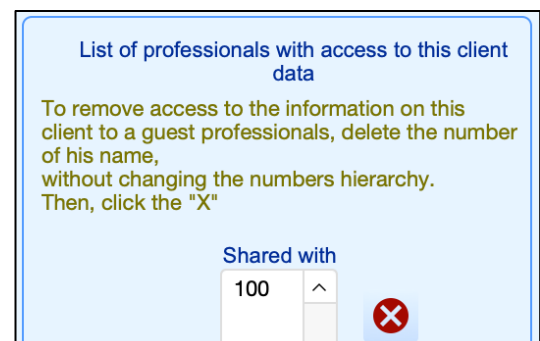 List of professionals with access to this client
data
To remove access to the information on this
client to a guest professionals, delete the number
of his name,
without changing the numbers hierarchy.
Then, click the "X"
Shared with
100